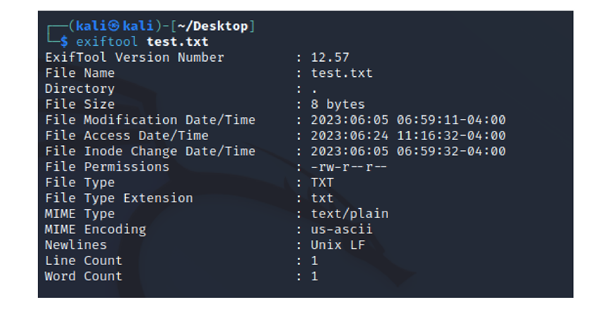 ┌──(kali㉿kali)-[~/Desktop]
└─$ exiftool test.txt
ExifTool Version Number : 12.57
File Name : test.txt
Directory : .
File Size : 8 bytes
File Modification Date/Time : 2023:06:05 06:59:11-04:00
File Access Date/Time : 2023:06:24 11:16:32-04:00
File Inode Change Date/Time : 2023:06:05 06:59:32-04:00
File Permissions : -rw-r--r--
File Type : TXT
File Type Extension : txt
MIME Type : text/plain
MIME Encoding : us-ascii
Newlines : Unix LF
Line Count : 1
Word Count : 1